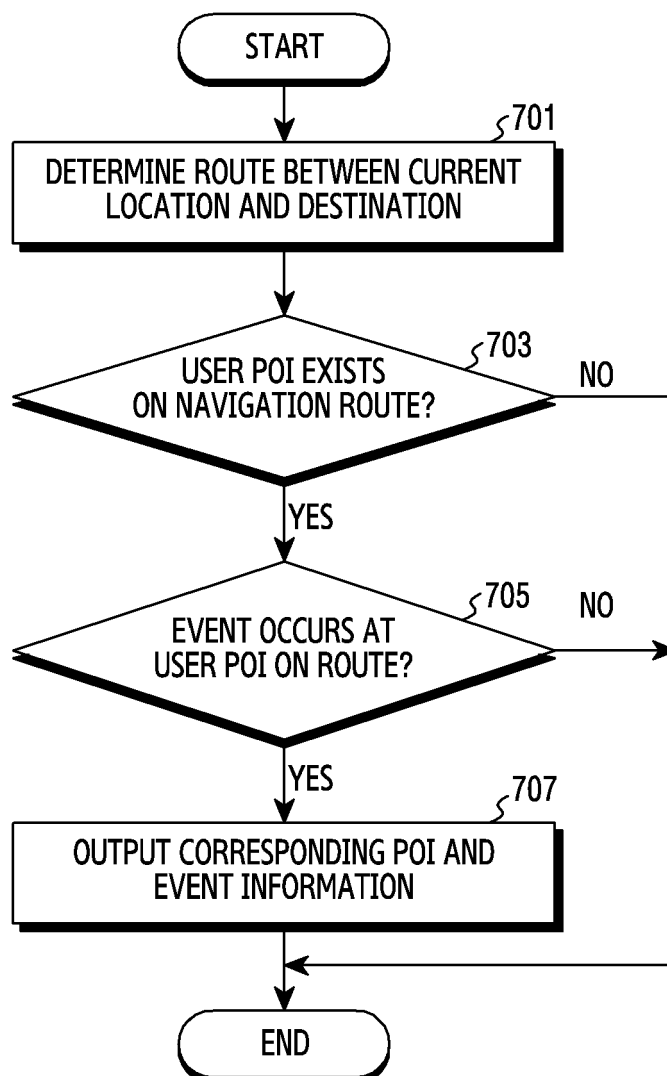 START
701
DETERMINE ROUTE BETWEEN CURRENT
LOCATION AND DESTINATION
703
USER POI EXISTS
ON NAVIGATION ROUTE?
NO
YES
705
EVENT OCCURS AT
USER POI ON ROUTE?
NO
YES
707
OUTPUT CORRESPONDING POI AND
EVENT INFORMATION
END